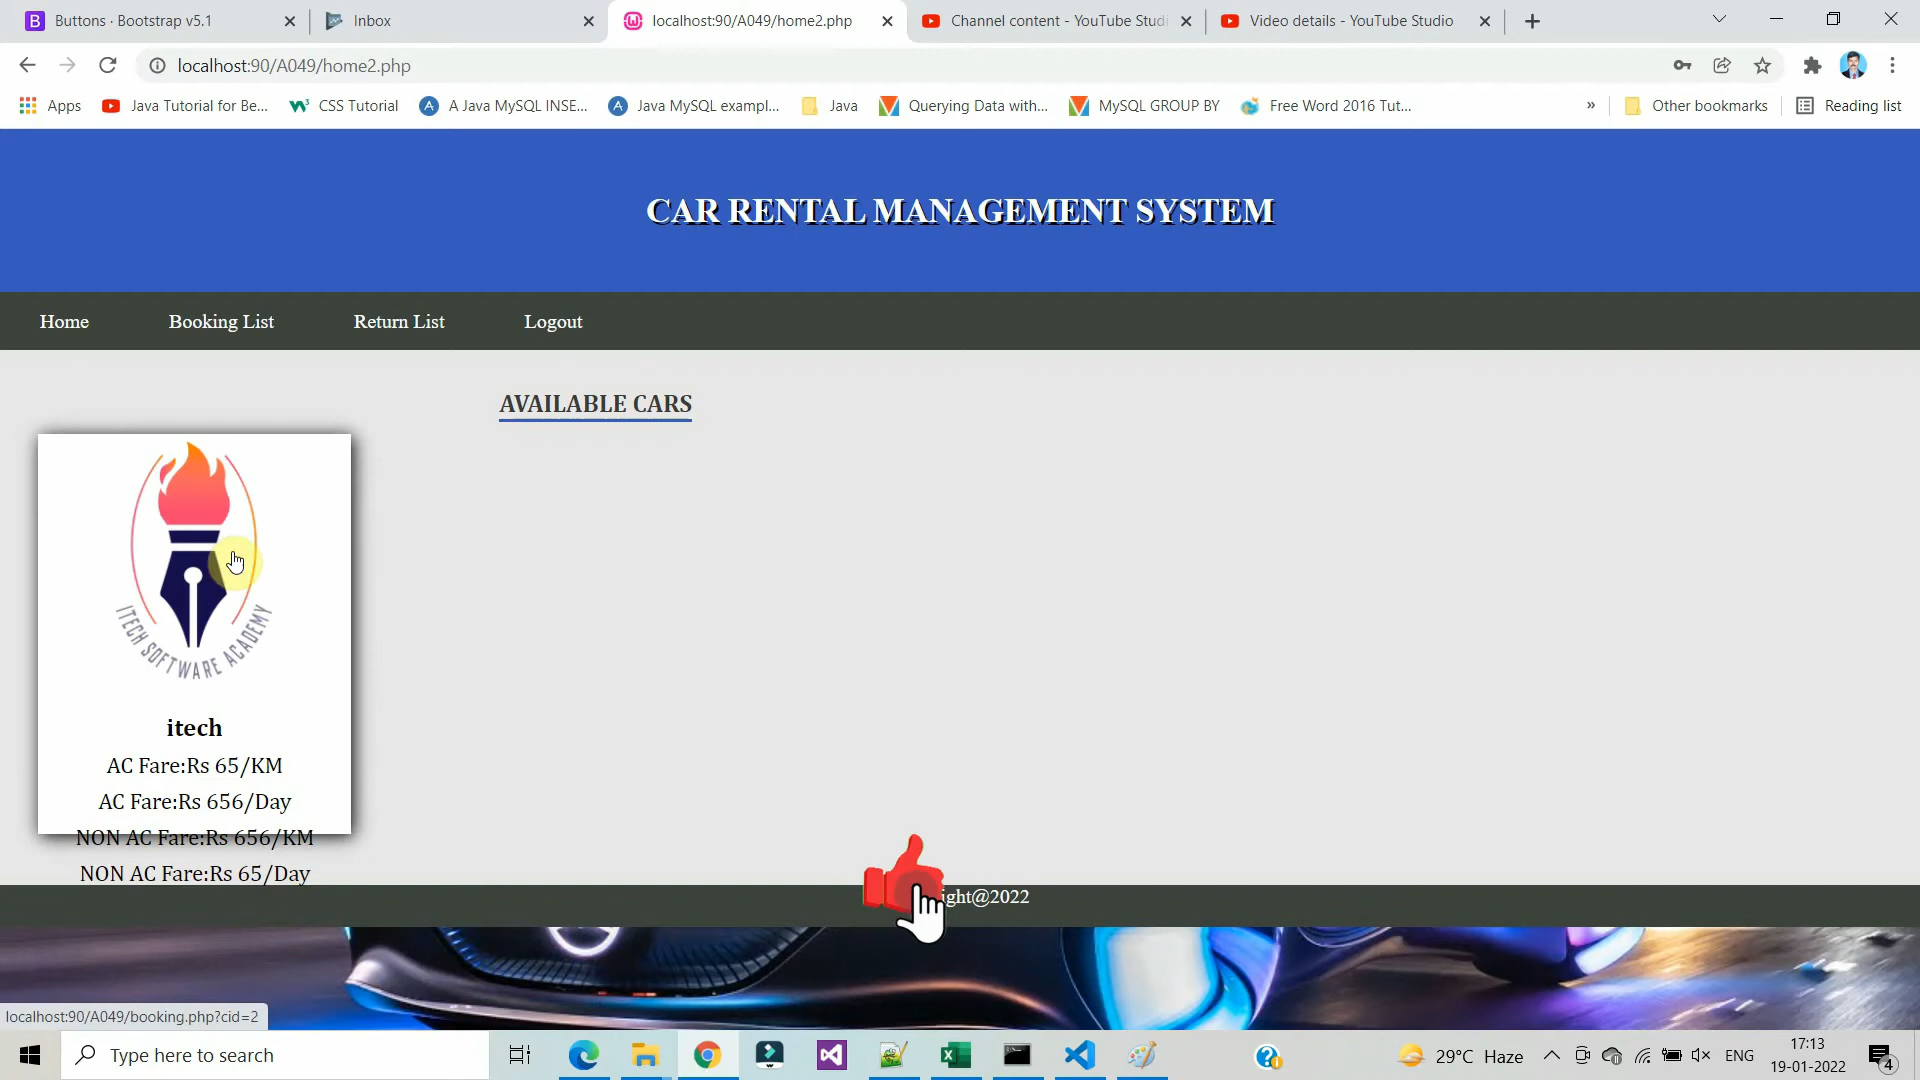 Buttons · Bootstrap v5.1
Inbox
localhost:90/A049/home2.php
Channel content - YouTube Studi
Video details - YouTube Studio
localhost:90/A049/home2.php
Apps
Java Tutorial for Be...
CSS Tutorial
A Java MySQL INSE...
Java MySQL exampl...
Java
Querying Data with...
MySQL GROUP BY
Free Word 2016 Tut...
»
Other bookmarks
Reading list
CAR RENTAL MANAGEMENT SYSTEM
Home
Booking List
Return List
Logout
AVAILABLE CARS
ITECH SOFTWARE ACADEMY
itech
AC Fare:Rs 65/KM
AC Fare:Rs 656/Day
NON AC Fare:Rs 656/KM
NON AC Fare:Rs 65/Day
ight@2022
localhost:90/A049/booking.php?cid=2
Type here to search
29°C Haze
ENG
17:13
19-01-2022
4